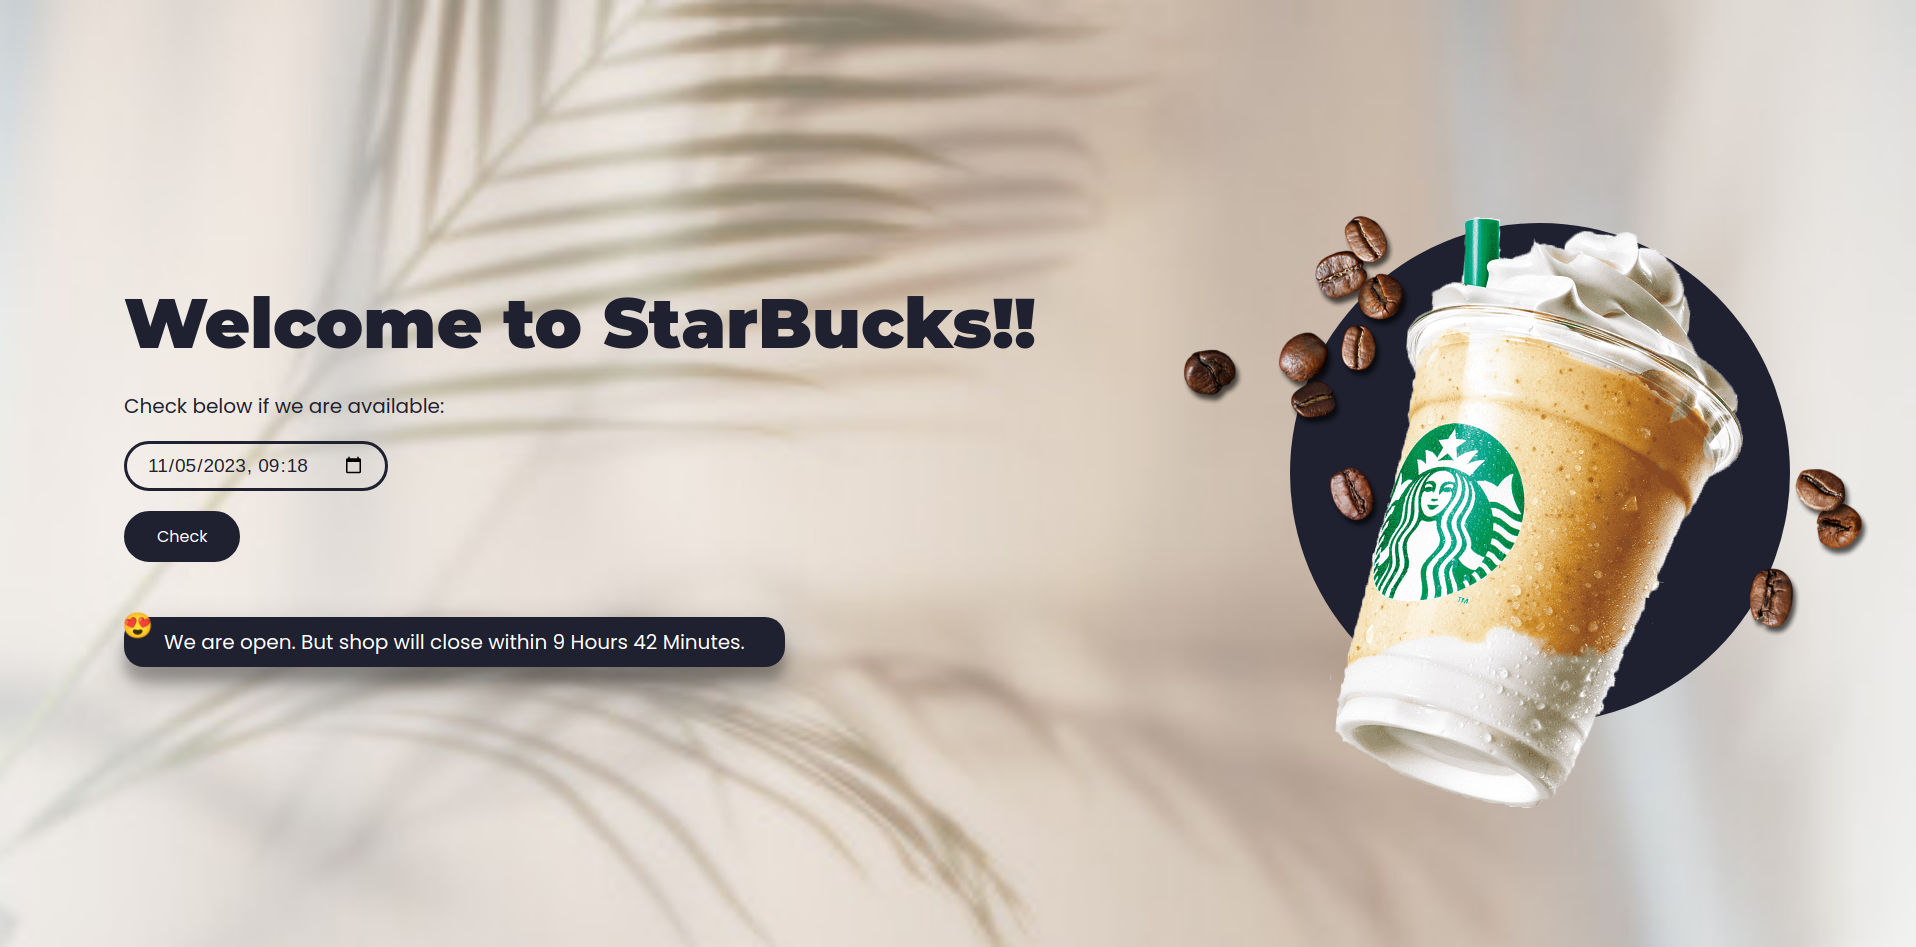 Welcome to StarBucks!!
Check below if we are available:
11/05/2023, 09:18
Check
We are open. But shop will close within 9 Hours 42 Minutes.
TM